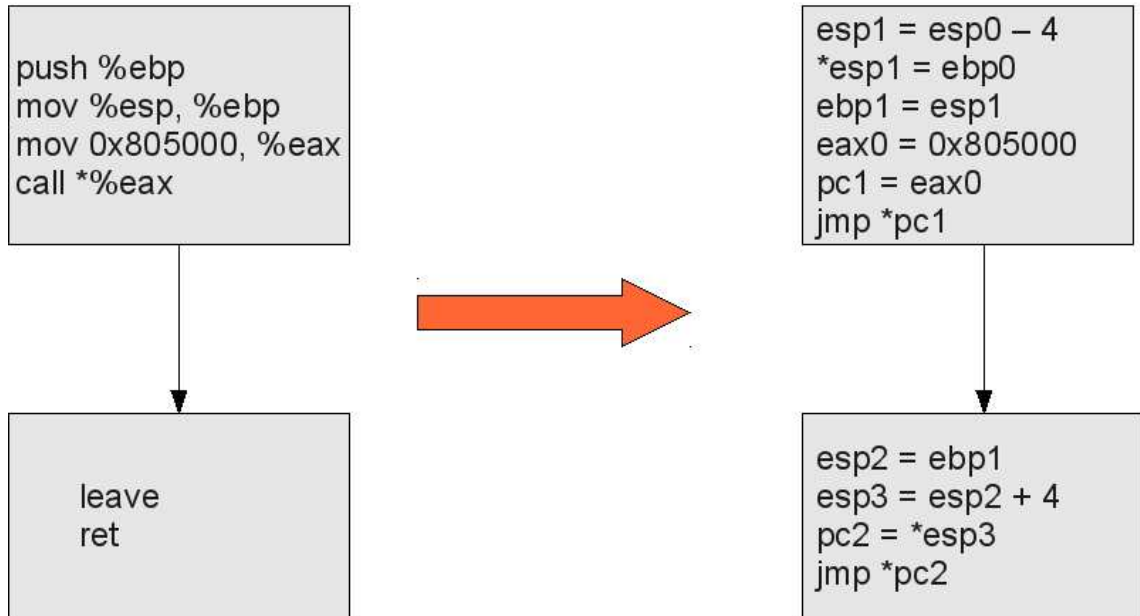 push %ebp
mov %esp, %ebp
mov 0x805000, %eax
call *%eax
leave
ret
esp1 = esp0 – 4
*esp1 = ebp0
ebp1 = esp1
eax0 = 0x805000
pc1 = eax0
jmp *pc1
esp2 = ebp1
esp3 = esp2 + 4
pc2 = *esp3
jmp *pc2